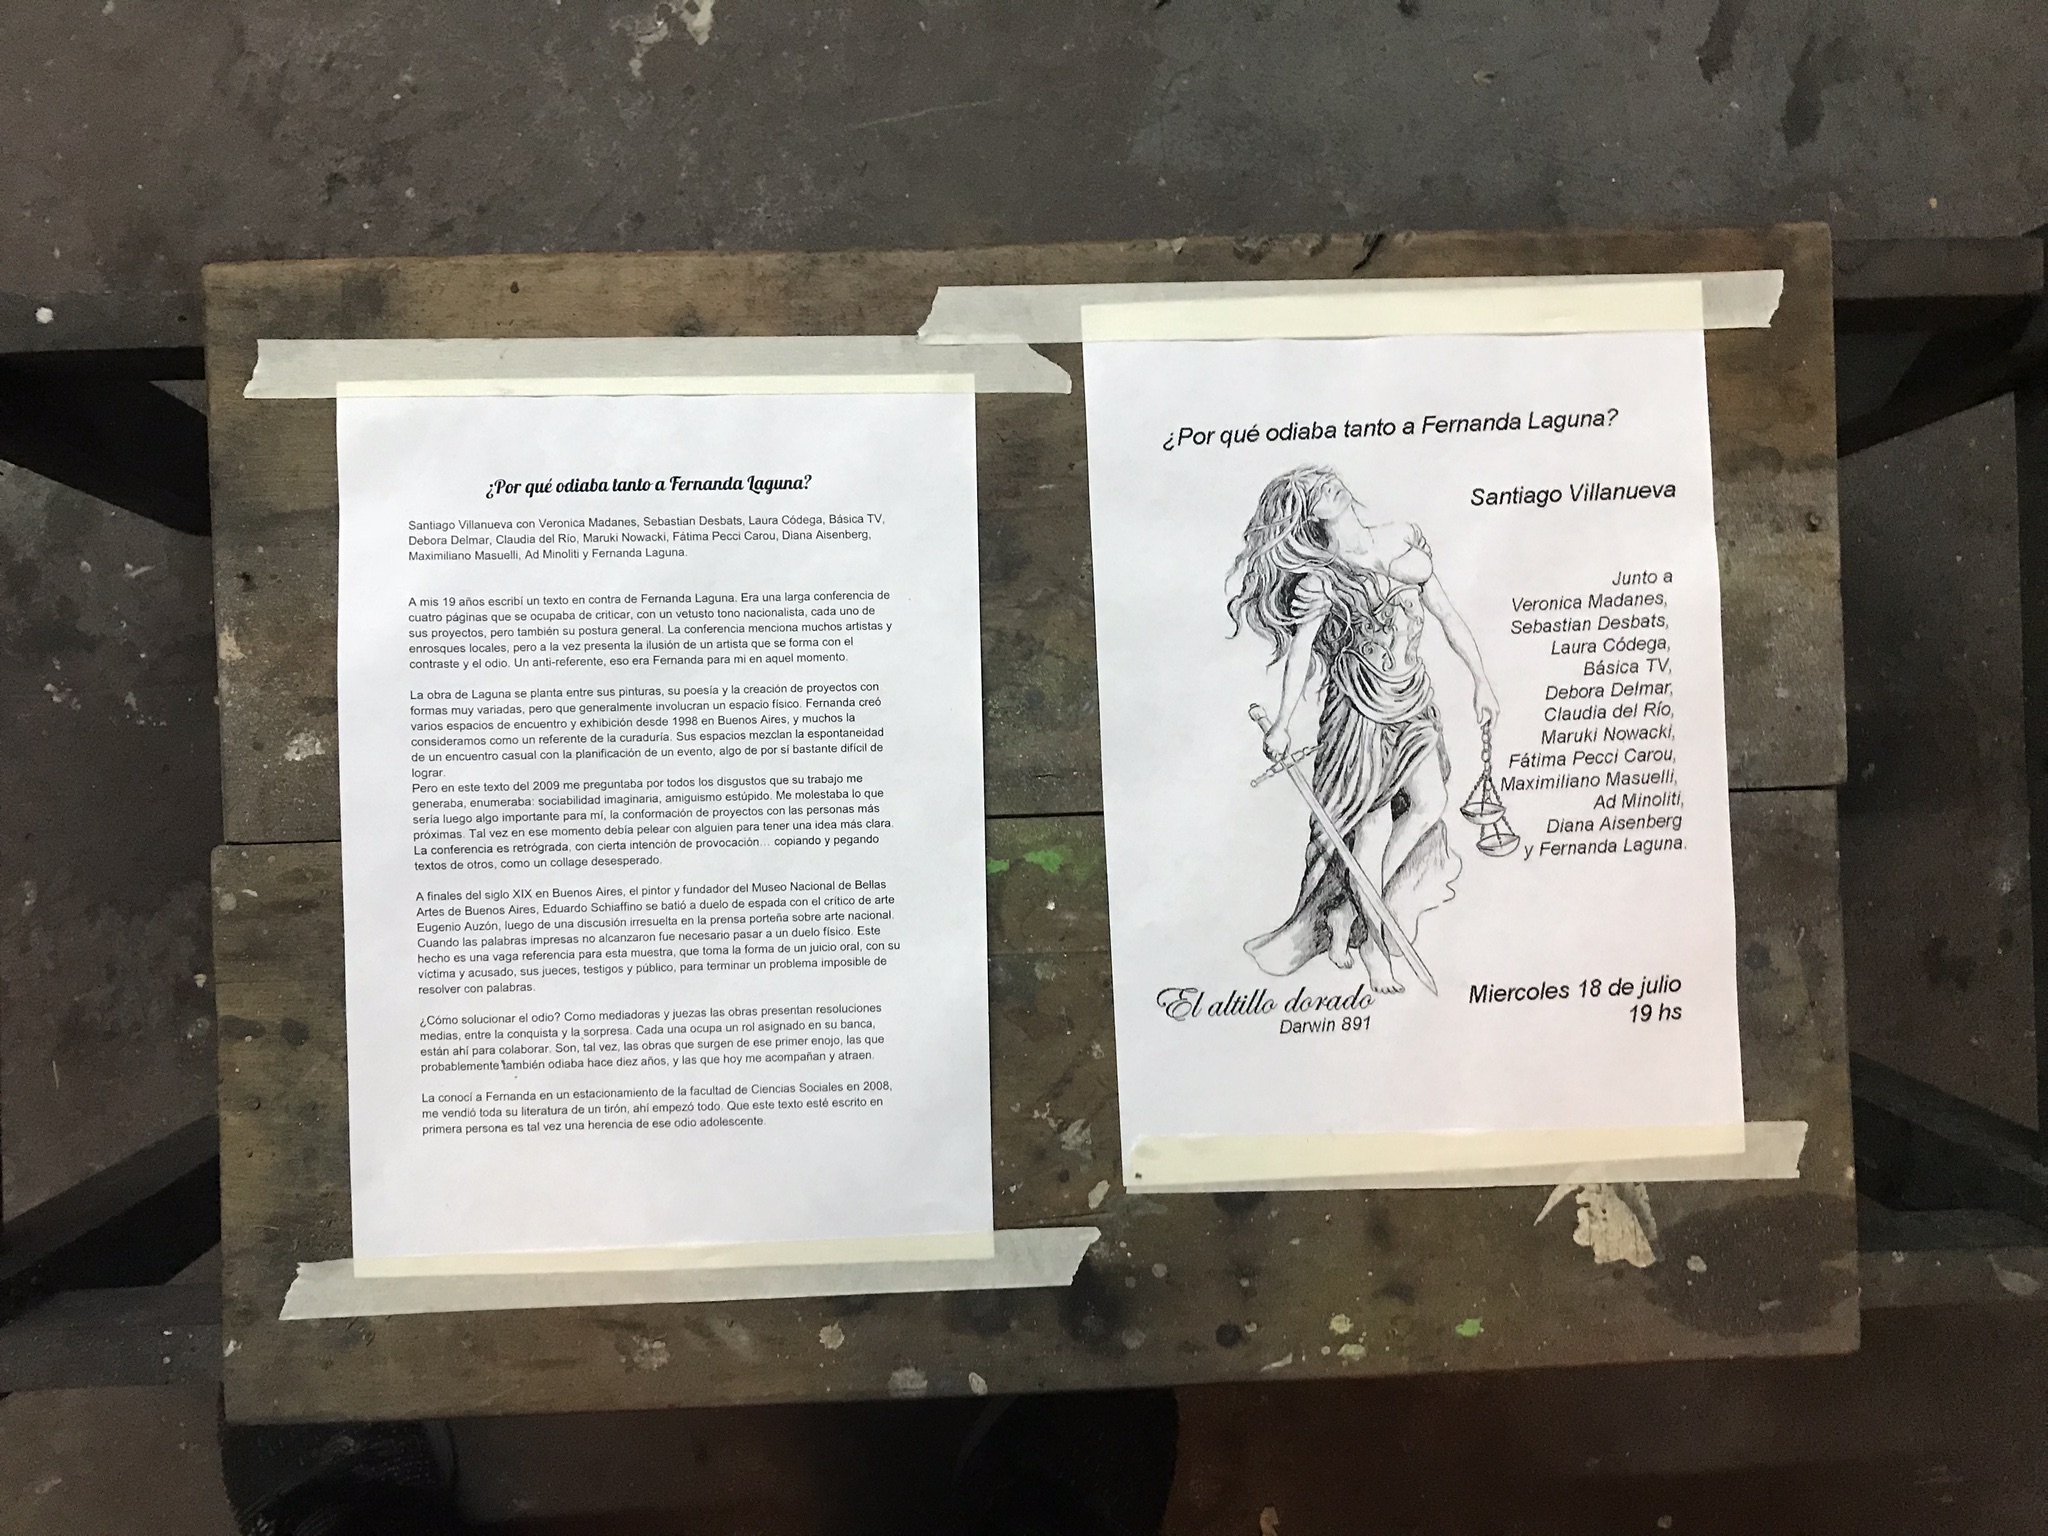 ¿Por qué odiaba tanto a Fernanda Laguna?
Santiago Villanueva con Veronica Madanes, Sebastian Desbats, Laura Códega, Básica TV,
Debora Delmar, Claudia del Río, Maruki Nowacki, Fátima Pecci Carou, Diana Aisenberg,
Maximiliano Masuelli, Ad Minoliti y Fernanda Laguna.
A mis 19 años escribí un texto en contra de Fernanda Laguna. Era una larga conferencia de
cuatro páginas que se ocupaba de criticar, con un vetusto tono nacionalista, cada uno de
sus proyectos, pero también su postura general. La conferencia menciona muchos artistas y
enrosques locales, pero a la vez presenta la ilusión de un artista que se forma con el
contraste y el odio. Un anti-referente, eso era Fernanda para mi en aquel momento.
La obra de Laguna se planta entre sus pinturas, su poesía y la creación de proyectos con
formas muy variadas, pero que generalmente involucran un espacio físico. Fernanda creó
varios espacios de encuentro y exhibición desde 1998 en Buenos Aires, y muchos la
consideramos como un referente de la curaduría. Sus espacios mezclan la espontaneidad
de un encuentro casual con la planificación de un evento, algo de por sí bastante difícil de
lograr.
Pero en este texto del 2009 me preguntaba por todos los disgustos que su trabajo me
generaba, enumeraba: sociabilidad imaginaria, amiguismo estúpido. Me molestaba lo que
sería luego algo importante para mí, la conformación de proyectos con las personas más
próximas. Tal vez en ese momento debía pelear con alguien para tener una idea más clara.
La conferencia es retrógrada, con cierta intención de provocación... copiando y pegando
textos de otros, como un collage desesperado.
A finales del siglo XIX en Buenos Aires, el pintor y fundador del Museo Nacional de Bellas
Artes de Buenos Aires, Eduardo Schiaffino se batió a duelo de espada con el critico de arte
Eugenio Auzón, luego de una discusión irresuelta en la prensa porteña sobre arte nacional.
Cuando las palabras impresas no alcanzaron fue necesario pasar a un duelo físico. Este
hecho es una vaga referencia para esta muestra, que toma la forma de un juicio oral, con su
víctima y acusado, sus jueces, testigos y público, para terminar un problema imposible de
resolver con palabras.
¿Cómo solucionar el odio? Como mediadoras y juezas las obras presentan resoluciones
medias, entre la conquista y la sorpresa. Cada una ocupa un rol asignado en su banca,
están ahí para colaborar. Son, tal vez, las obras que surgen de ese primer enojo, las que
probablemente también odiaba hace diez años, y las que hoy me acompañan y atraen.
La conocí a Fernanda en un estacionamiento de la facultad de Ciencias Sociales en 2008,
me vendió toda su literatura de un tirón, ahí empezó todo. Que este texto esté escrito en
primera persona es tal vez una herencia de ese odio adolescente.
¿Por qué odiaba tanto a Fernanda Laguna?
Santiago Villanueva
Junto a
Veronica Madanes,
Sebastian Desbats,
Laura Códega,
Básica TV,
Debora Delmar,
Claudia del Río,
Maruki Nowacki,
Fátima Pecci Carou,
Maximiliano Masuelli,
Ad Minoliti,
Diana Aisenberg
y Fernanda Laguna.
El altillo dorado
Darwin 891
Miercoles 18 de julio
19 hs